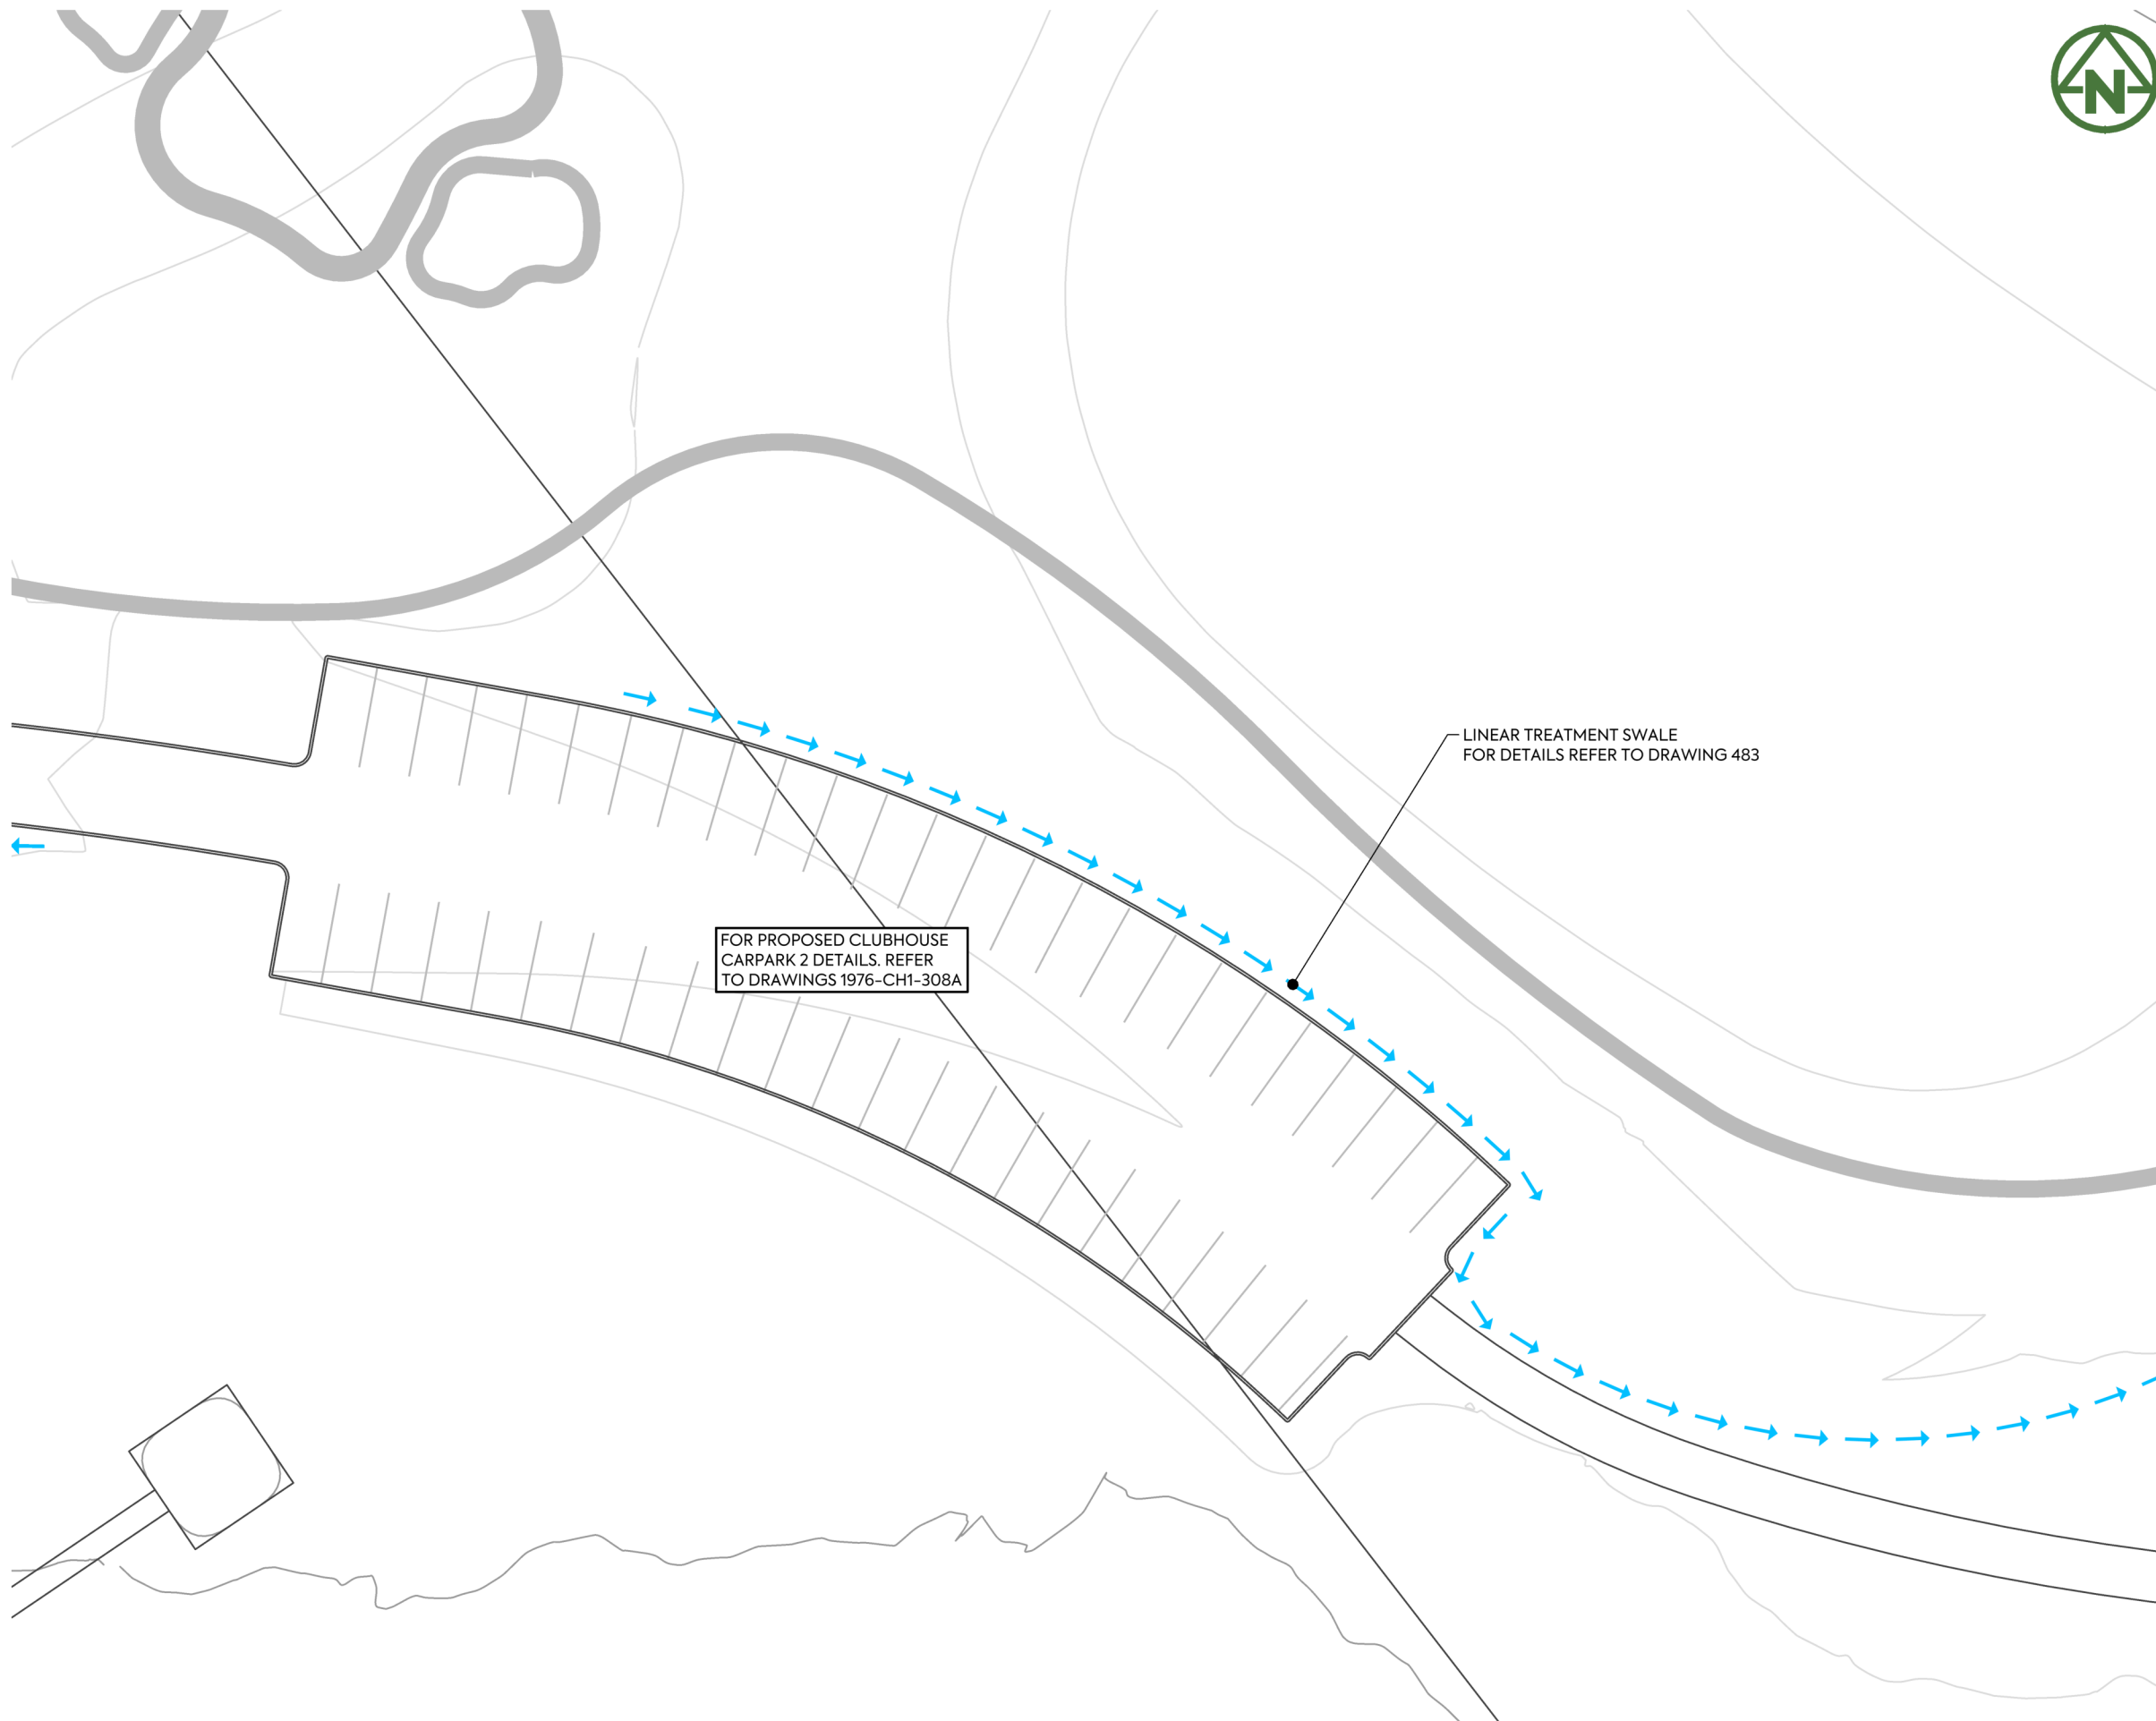 N
LINEAR TREATMENT SWALE
FOR DETAILS REFER TO DRAWING 483
FOR PROPOSED CLUBHOUSE
CARPARK 2 DETAILS. REFER
TO DRAWINGS 1976-CH1-308A